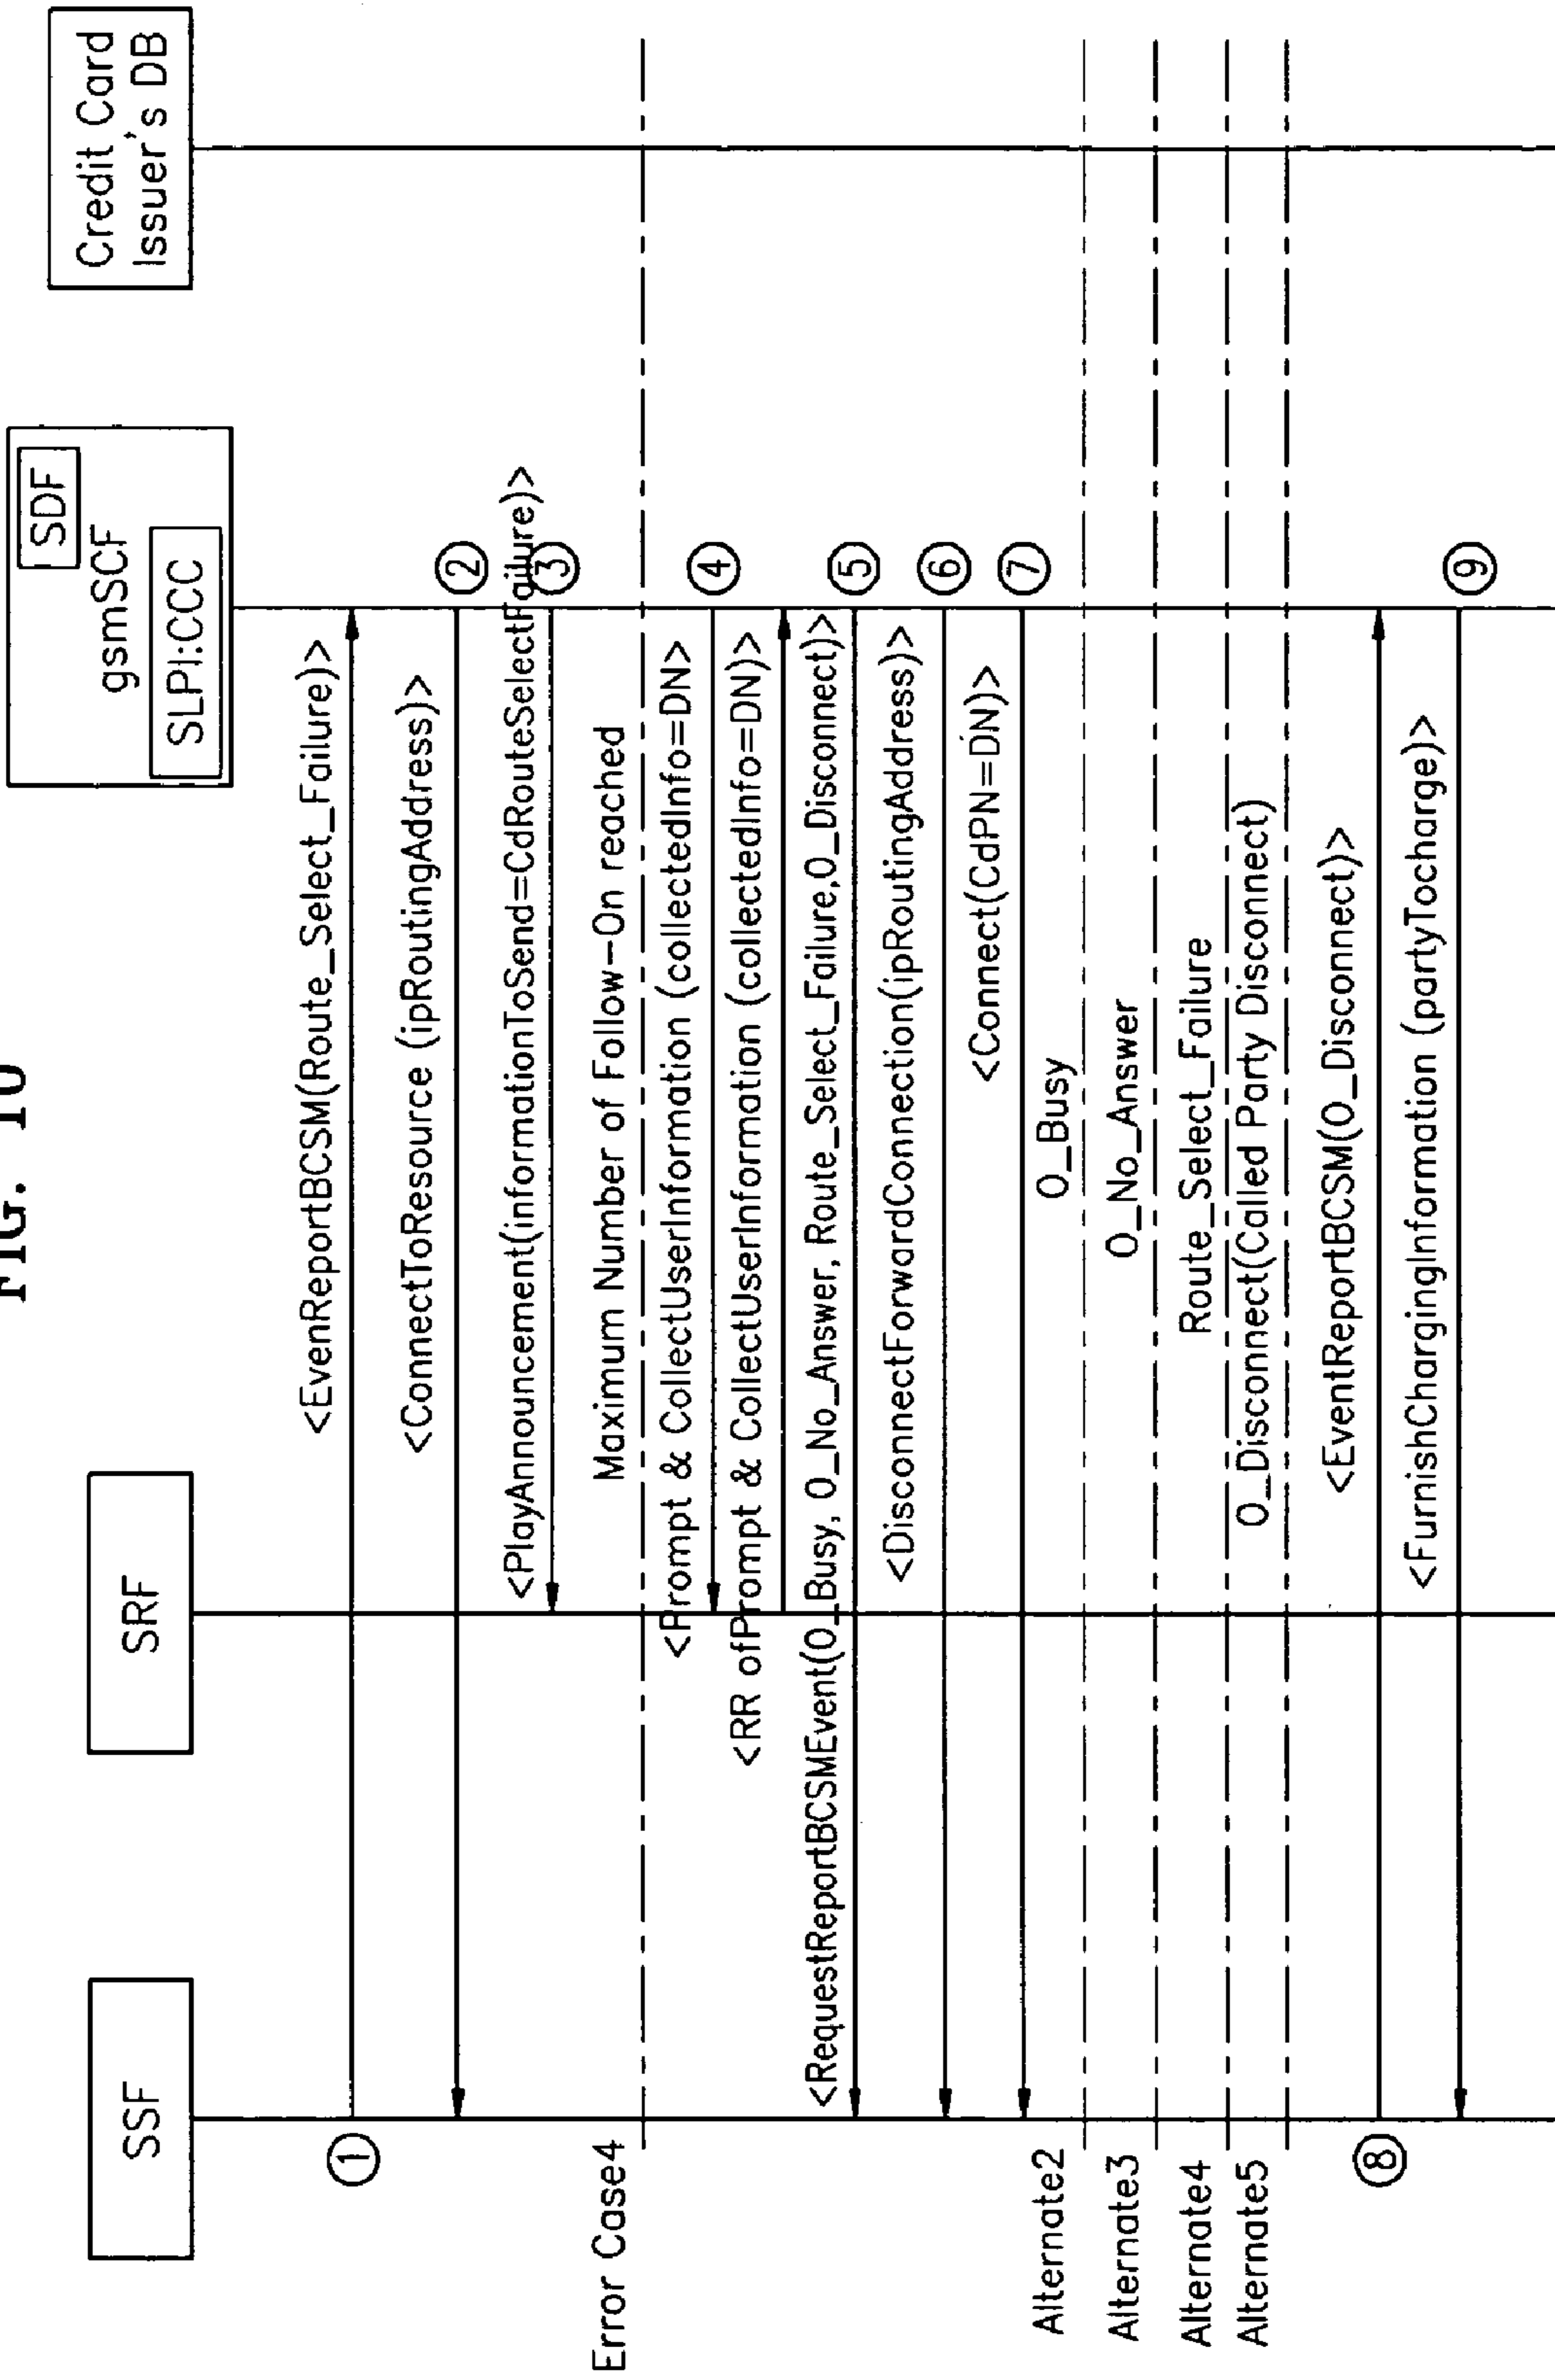 FIG. 10
SSF
SRF
SDF
gsmSCF
SLPI:CCC
Credit Card
Issuer's DB
①
<EvenReportBCSM(Route_Select_Failure)>
<ConnectToResource (ipRoutingAddress)>
②
<PlayAnnouncement(informationToSend=CdRouteSelectFailure)>
③
Error Case4
Maximum Number of Follow-On reached
<Prompt & CollectUserInformation (collectedInfo=DN>
④
<RR ofPrompt & CollectUserInformation (collectedInfo=DN)>
<RequestReportBCSMEvent(O_Busy, O_No_Answer, Route_Select_Failure,O_Disconnect)>
⑤
<DisconnectForwardConnection(ipRoutingAddress)>
⑥
<Connect(CdPN=DN)>
⑦
Alternate2
O_Busy
Alternate3
O_No_Answer
Alternate4
Route_Select_Failure
Alternate5
O_Disconnect(Called Party Disconnect)
⑧
<EventReportBCSM(O_Disconnect)>
<FurnishChargingInformation (partyTocharge)>
⑨